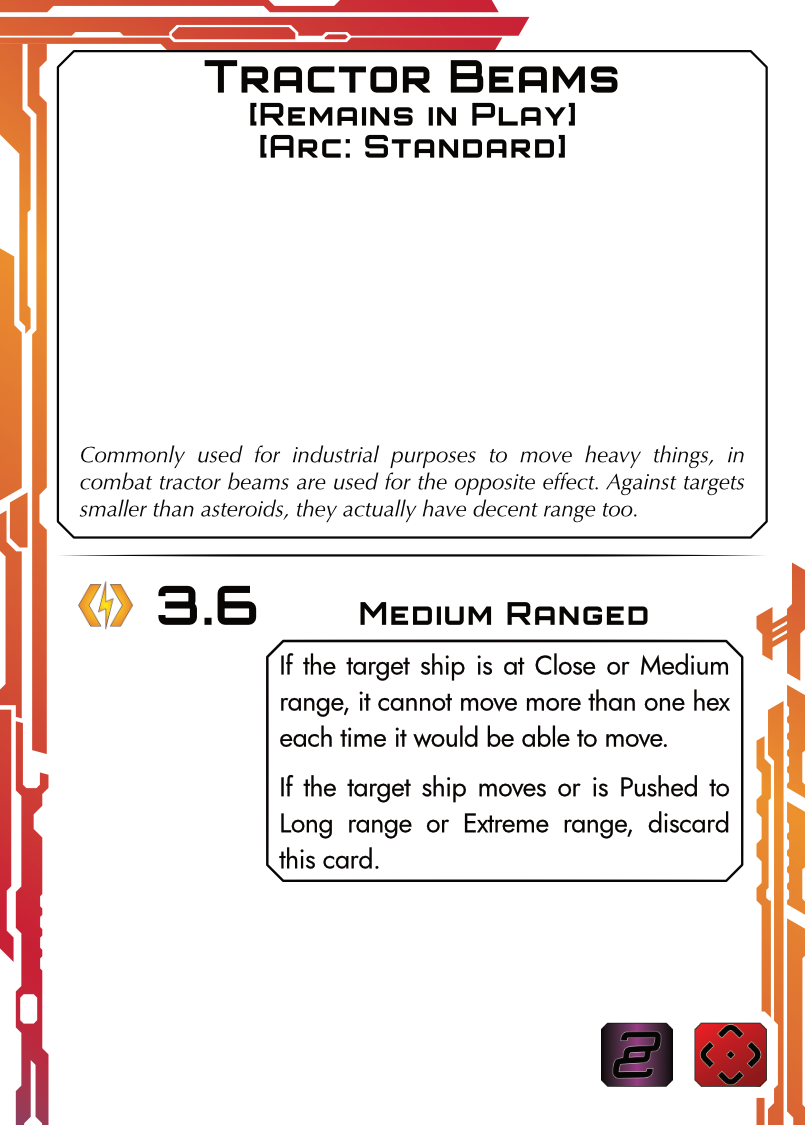 Tractor Beams
[Remains in Play]
[Arc: Standard]
Commonly used for industrial purposes to move heavy things, in
combat tractor beams are used for the opposite effect. Against targets
smaller than asteroids, they actually have decent range too.
3.6
Medium Ranged
If the target ship is at Close or Medium
range, it cannot move more than one hex
each time it would be able to move.
If the target ship moves or is Pushed to
Long range or Extreme range, discard
this card.